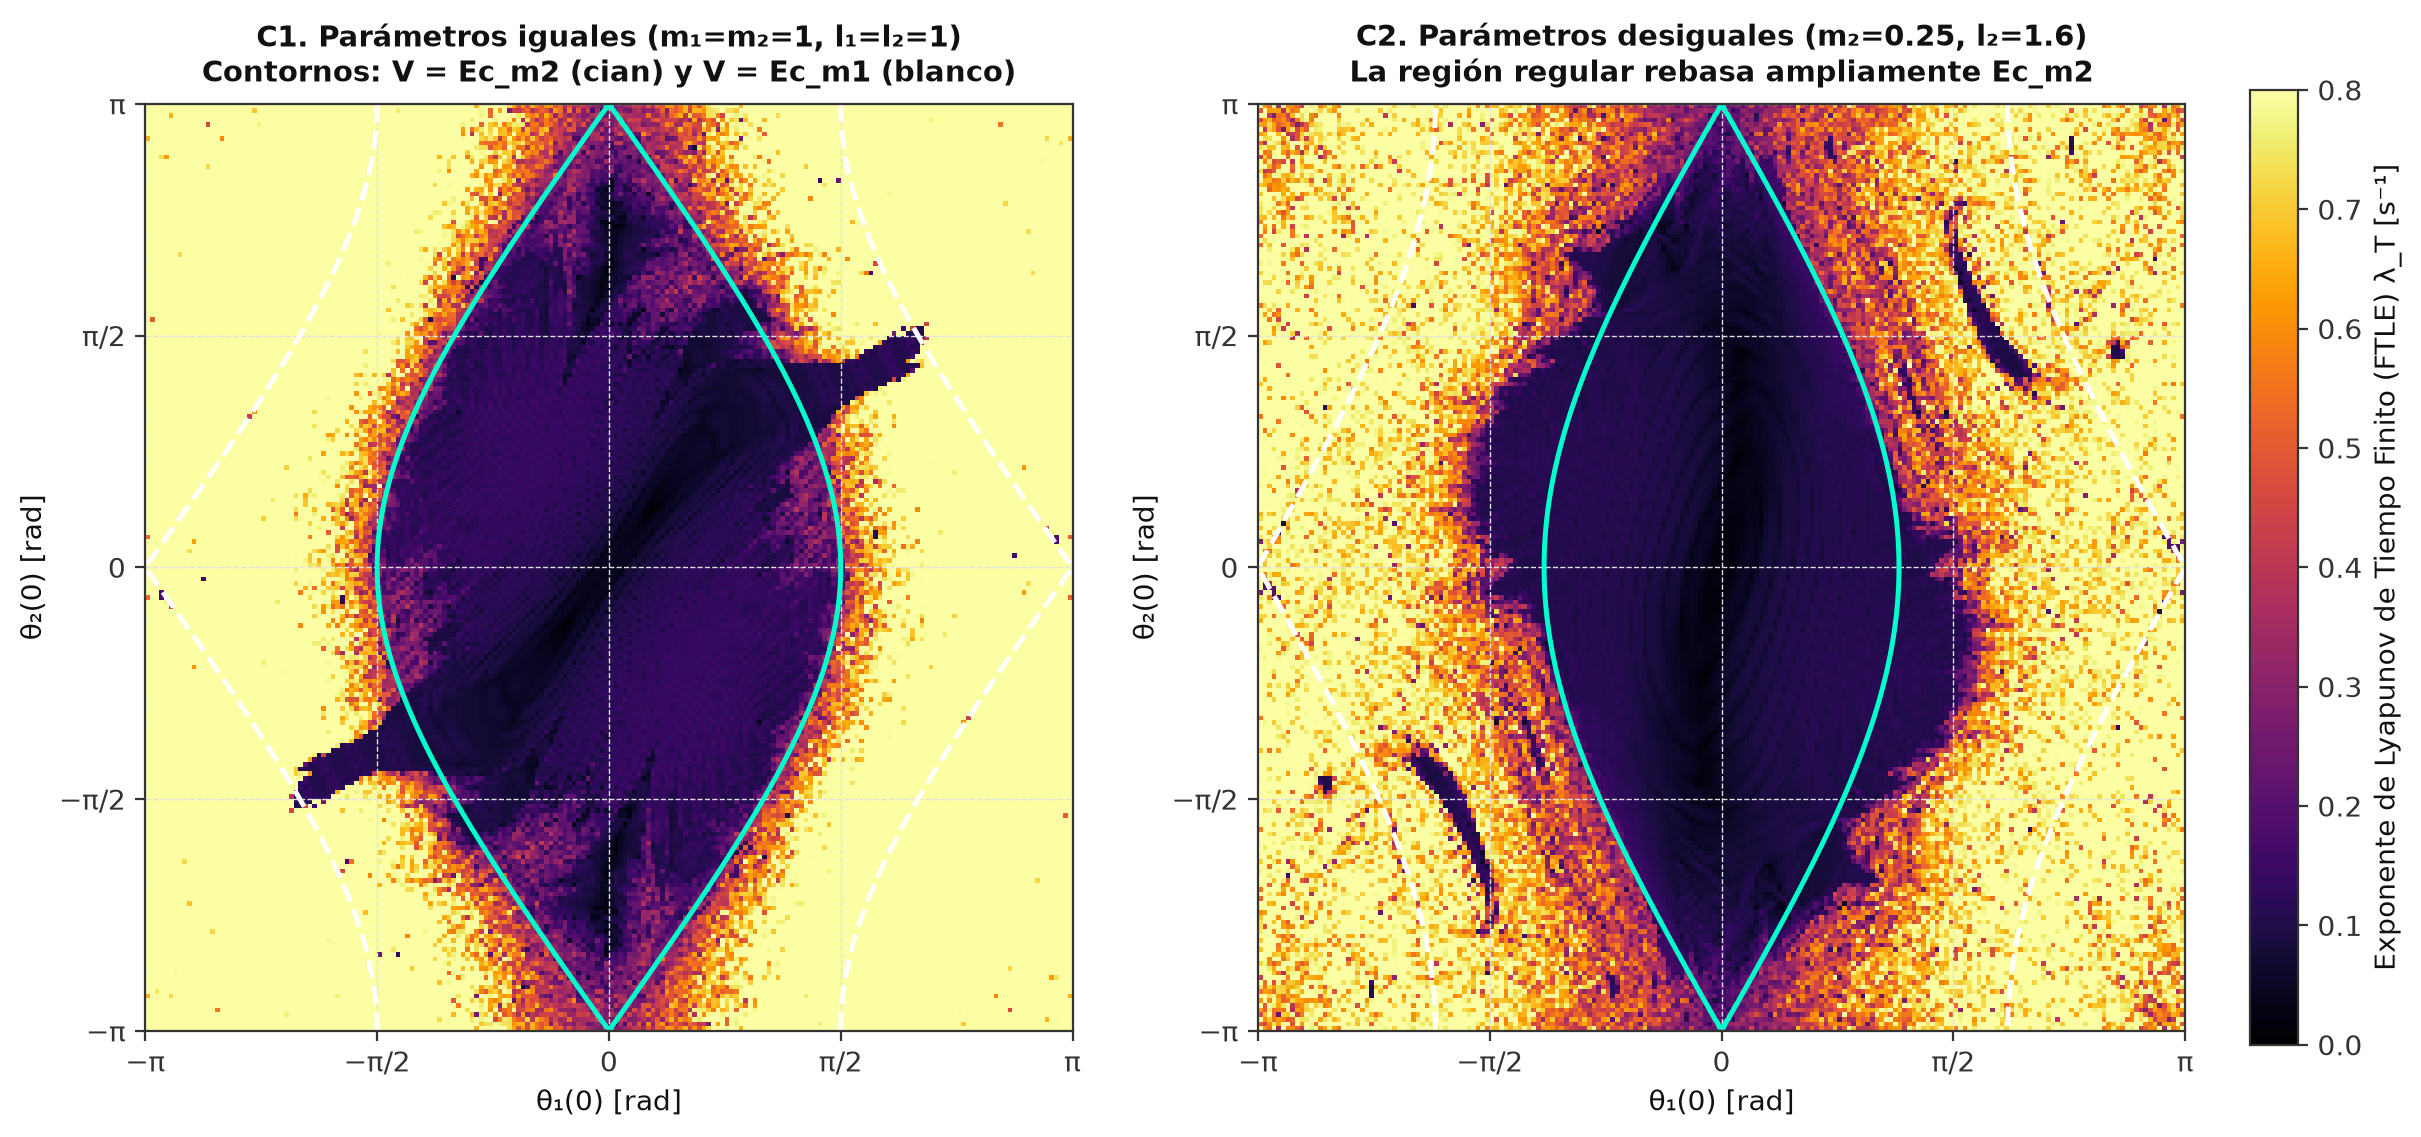 C1. Parámetros iguales (m₁=m₂=1, l₁=l₂=1)
Contornos: V = Ec_m2 (cian) y V = Ec_m1 (blanco)
π
π/2
0
−π/2
−π
θ₂(0) [rad]
−π
−π/2
0
π/2
π
θ₁(0) [rad]
C2. Parámetros desiguales (m₂=0.25, l₂=1.6)
La región regular rebasa ampliamente Ec_m2
π
π/2
0
−π/2
−π
θ₂(0) [rad]
−π
−π/2
0
π/2
π
θ₁(0) [rad]
0.8
0.7
0.6
0.5
0.4
0.3
0.2
0.1
0.0
Exponente de Lyapunov de Tiempo Finito (FTLE) λ_T [s⁻¹]